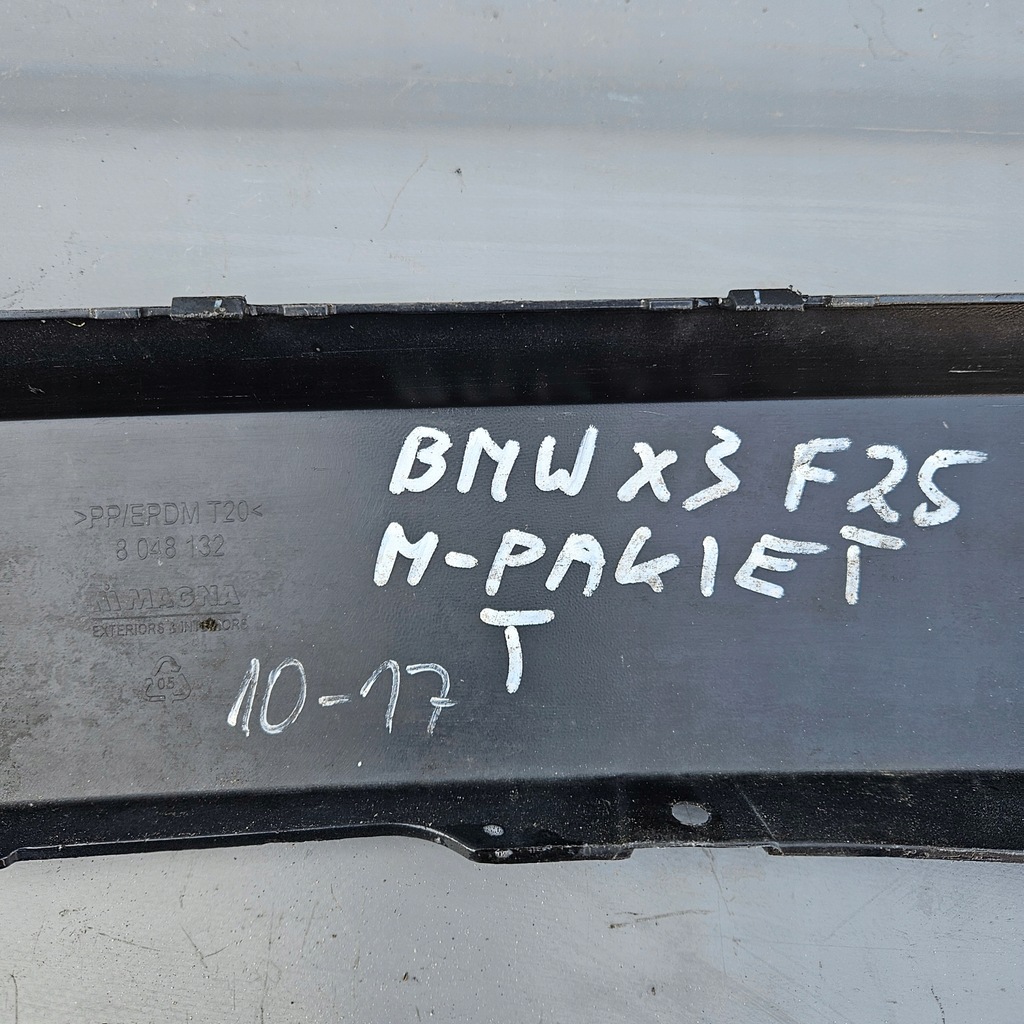 BMW X3 F25
M-PAKIET
T
10-17
>PP/EPDM T20<
8 048 132
MAGNA
EXTERIORS & INTERIORS
05